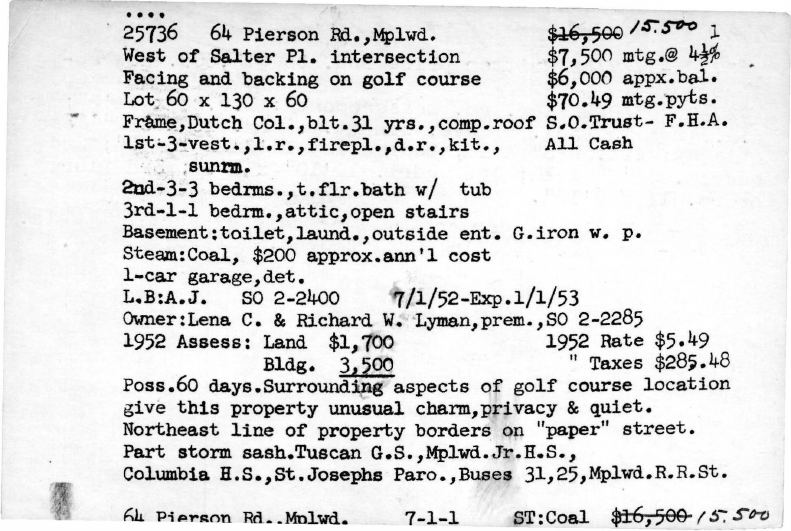 25736 64 Pierson Rd.,Mplwd. $16,500 15.500 1
West of Salter Pl. intersection $7,500 mtg.@ 4½%
Facing and backing on golf course $6,000 appx.bal.
Lot 60 x 130 x 60 $70.49 mtg.pyts.
Frame,Dutch Col.,blt.31 yrs.,comp.roof S.O.Trust- F.H.A.
1st-3-vest.,l.r.,firepl.,d.r.,kit., All Cash
sunrm.
2nd-3-3 bedrms.,t.flr.bath w/ tub
3rd-1-1 bedrm.,attic,open stairs
Basement:toilet,laund.,outside ent. G.iron w. p.
Steam:Coal, $200 approx.ann'l cost
1-car garage,det.
L.B:A.J. SO 2-2400 7/1/52-Exp.1/1/53
Owner:Lena C. & Richard W. Lyman,prem.,SO 2-2285
1952 Assess: Land $1,700 1952 Rate $5.49
Bldg. 3,500 " Taxes $285.48
Poss.60 days.Surrounding aspects of golf course location
give this property unusual charm,privacy & quiet.
Northeast line of property borders on "paper" street.
Part storm sash.Tuscan G.S.,Mplwd.Jr.H.S.,
Columbia H.S.,St.Josephs Paro.,Buses 31,25,Mplwd.R.R.St.
64 Pierson Rd.,Mplwd. 7-1-1 ST:Coal $16,500 15.500